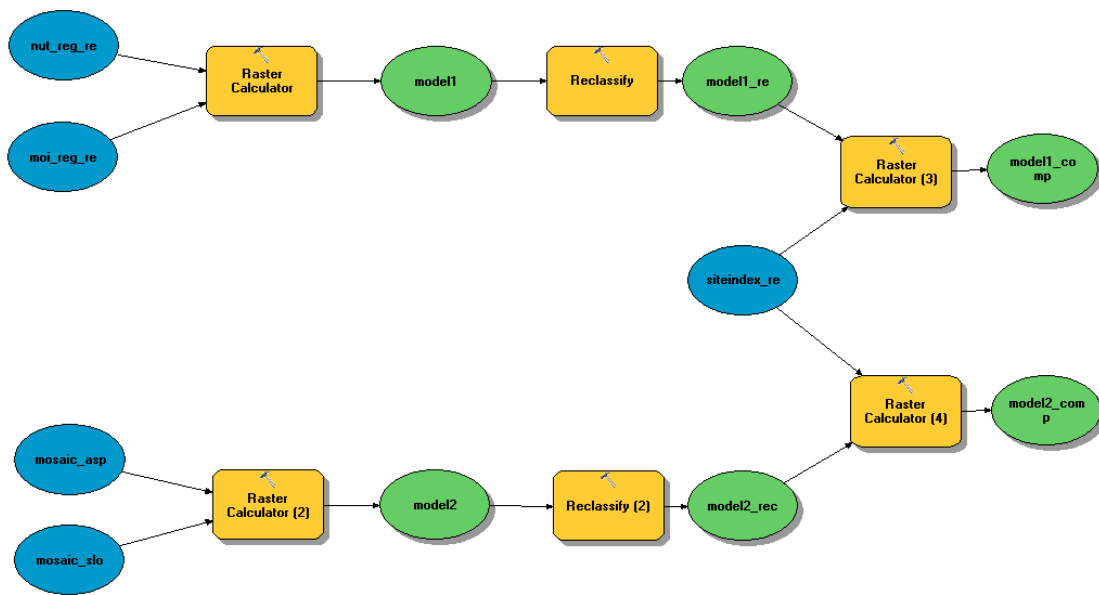 nut_reg_re
Raster
Calculator
model1
Reclassify
model1_re
moi_reg_re
Raster
Calculator (3)
model1_co
mp
siteindex_re
Raster
Calculator (4)
model2_com
p
mosaic_asp
Raster
Calculator (2)
model2
Reclassify (2)
model2_rec
mosaic_slo